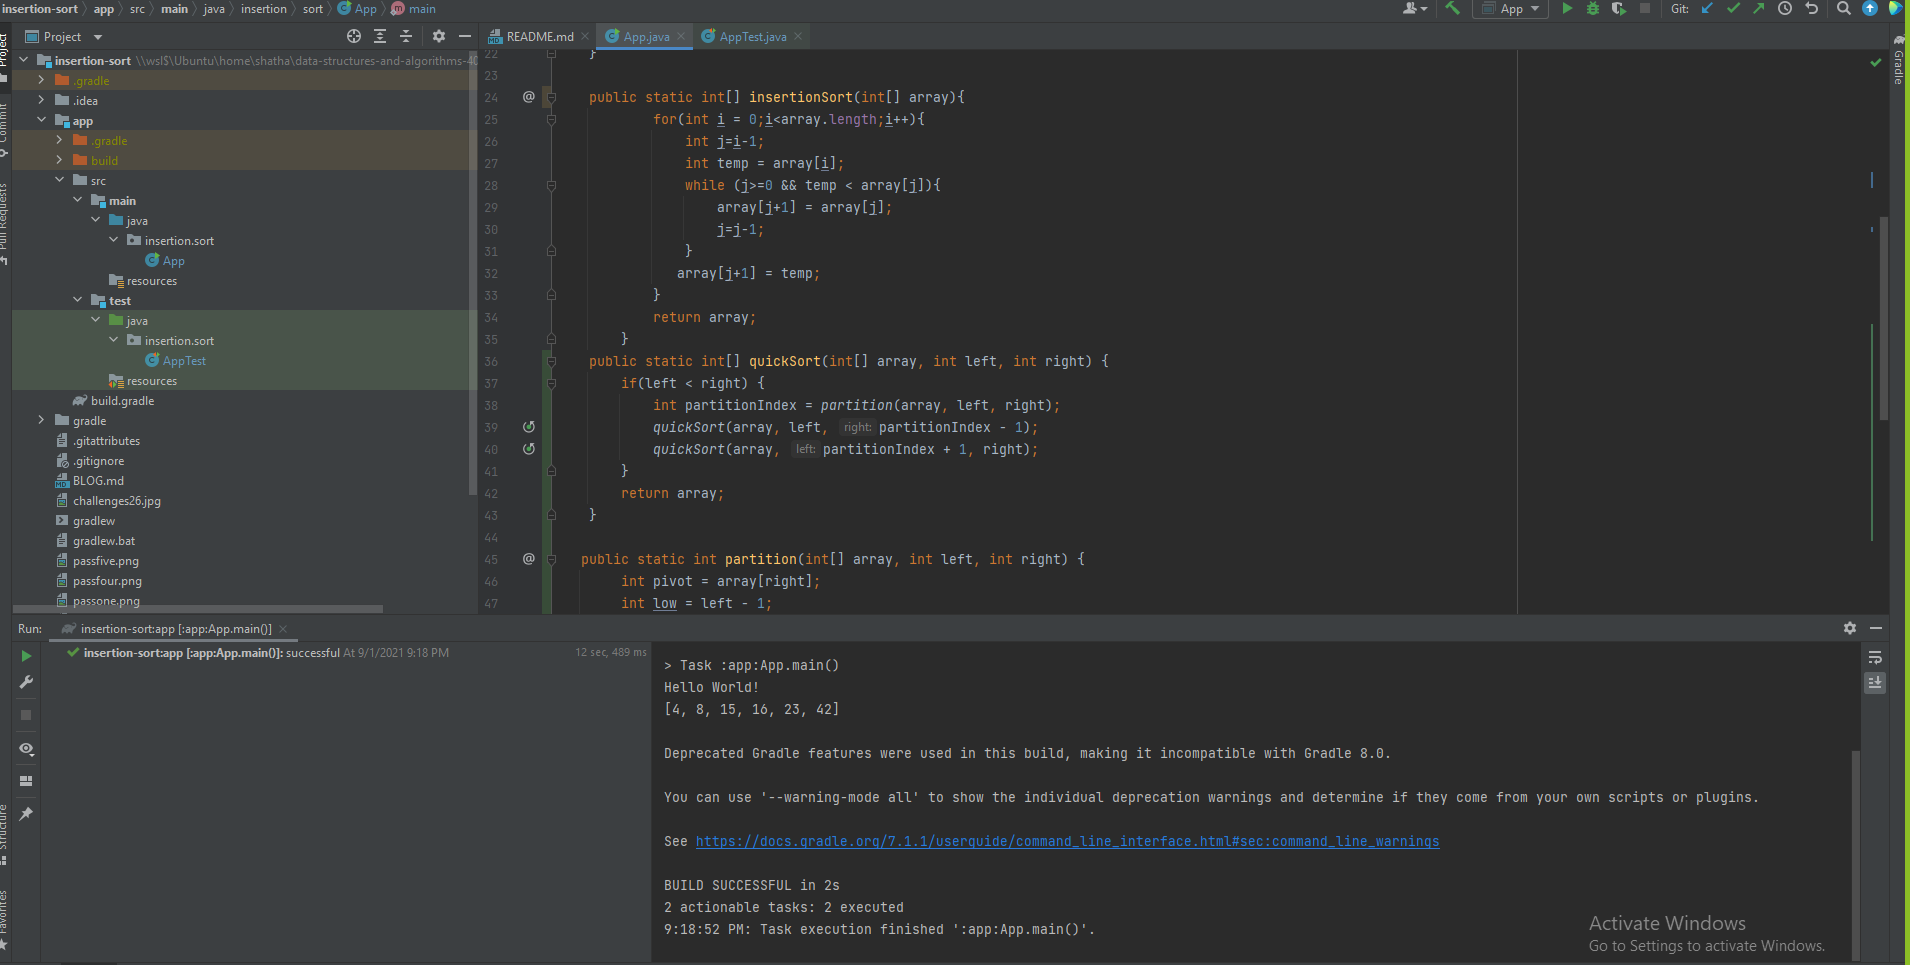 insertion-sort app src main java insertion sort App main
App Git:
Project
README.md App.java AppTest.java
Project
Commit
Pull Requests
Structure
Favorites
Gradle
insertion-sort \\wsl$\Ubuntu\home\shatha\data-structures-and-algorithms-40
.gradle
.idea
app
.gradle
build
src
main
java
insertion.sort
App
resources
test
java
insertion.sort
AppTest
resources
build.gradle
gradle
.gitattributes
.gitignore
BLOG.md
challenges26.jpg
gradlew
gradlew.bat
passfive.png
passfour.png
passone.png
22 }
23
24 @ public static int[] insertionSort(int[] array){
25 for(int i = 0;i<array.length;i++){
26 int j=i-1;
27 int temp = array[i];
28 while (j>=0 && temp < array[j]){
29 array[j+1] = array[j];
30 j=j-1;
31 }
32 array[j+1] = temp;
33 }
34 return array;
35 }
36 public static int[] quickSort(int[] array, int left, int right) {
37 if(left < right) {
38 int partitionIndex = partition(array, left, right);
39 quickSort(array, left, right: partitionIndex - 1);
40 quickSort(array, left: partitionIndex + 1, right);
41 }
42 return array;
43 }
44
45 @ public static int partition(int[] array, int left, int right) {
46 int pivot = array[right];
47 int low = left - 1;
Run: insertion-sort:app [:app:App.main()]
insertion-sort:app [:app:App.main()]: successful At 9/1/2021 9:18 PM 12 sec, 489 ms
> Task :app:App.main()
Hello World!
[4, 8, 15, 16, 23, 42]
Deprecated Gradle features were used in this build, making it incompatible with Gradle 8.0.
You can use '--warning-mode all' to show the individual deprecation warnings and determine if they come from your own scripts or plugins.
See https://docs.gradle.org/7.1.1/userguide/command_line_interface.html#sec:command_line_warnings
BUILD SUCCESSFUL in 2s
2 actionable tasks: 2 executed
9:18:52 PM: Task execution finished ':app:App.main()'.
Activate Windows
Go to Settings to activate Windows.